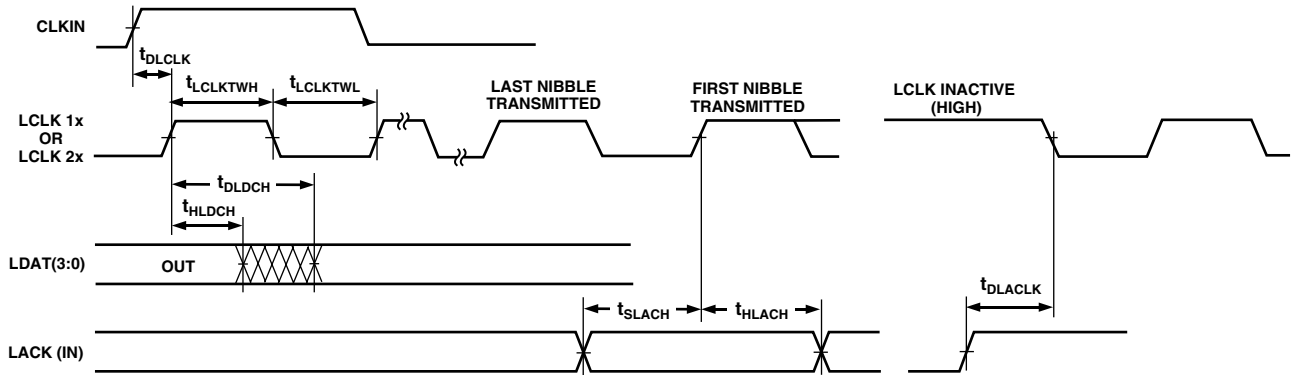 CLKIN
tDLCLK
tLCLKTWH
tLCLKTWL
LAST NIBBLE
TRANSMITTED
FIRST NIBBLE
TRANSMITTED
LCLK INACTIVE
(HIGH)
LCLK 1x
OR
LCLK 2x
tDLDCH
tHLDCH
LDAT(3:0)
OUT
tSLACH
tHLACH
tDLACLK
LACK (IN)